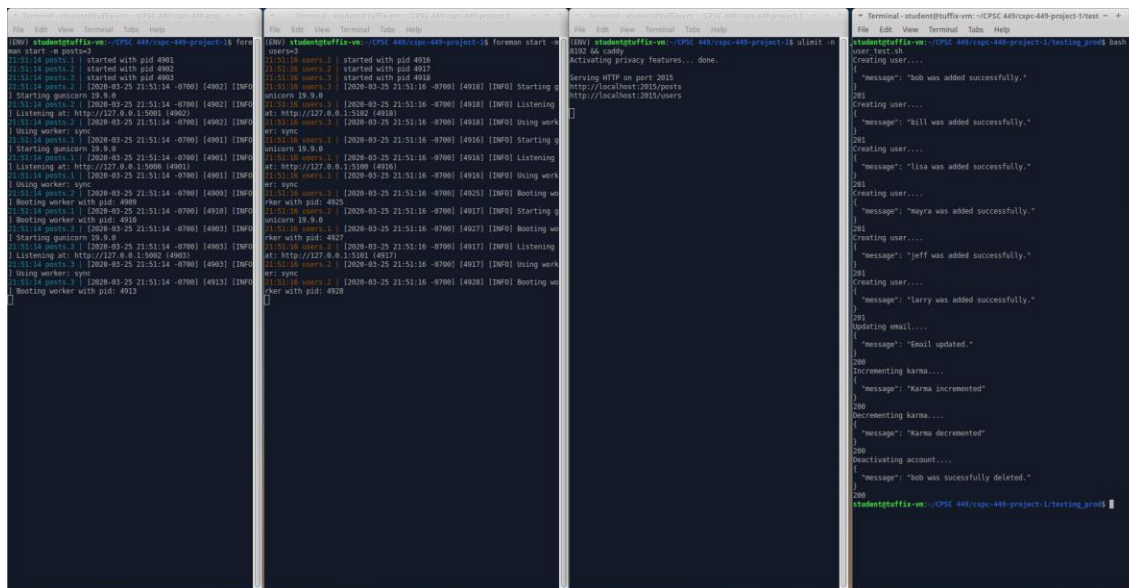 Terminal - student@tuffix-vm: ~/CPSC 449/cspc-449-proj
File Edit View Terminal Tabs Help
(ENV) student@tuffix-vm:~/CPSC 449/cspc-449-project-1$ fore
man start -m posts=3
21:51:14 posts.1 | started with pid 4901
21:51:14 posts.2 | started with pid 4902
21:51:14 posts.3 | started with pid 4903
21:51:14 posts.2 | [2020-03-25 21:51:14 -0700] [4902] [INFO
] Starting gunicorn 19.9.0
21:51:14 posts.2 | [2020-03-25 21:51:14 -0700] [4902] [INFO
] Listening at: http://127.0.0.1:5001 (4902)
21:51:14 posts.2 | [2020-03-25 21:51:14 -0700] [4902] [INFO
] Using worker: sync
21:51:14 posts.1 | [2020-03-25 21:51:14 -0700] [4901] [INFO
] Starting gunicorn 19.9.0
21:51:14 posts.1 | [2020-03-25 21:51:14 -0700] [4901] [INFO
] Listening at: http://127.0.0.1:5000 (4901)
21:51:14 posts.1 | [2020-03-25 21:51:14 -0700] [4901] [INFO
] Using worker: sync
21:51:14 posts.2 | [2020-03-25 21:51:14 -0700] [4909] [INFO
] Booting worker with pid: 4909
21:51:14 posts.1 | [2020-03-25 21:51:14 -0700] [4910] [INFO
] Booting worker with pid: 4910
21:51:14 posts.3 | [2020-03-25 21:51:14 -0700] [4903] [INFO
] Starting gunicorn 19.9.0
21:51:14 posts.3 | [2020-03-25 21:51:14 -0700] [4903] [INFO
] Listening at: http://127.0.0.1:5002 (4903)
21:51:14 posts.3 | [2020-03-25 21:51:14 -0700] [4903] [INFO
] Using worker: sync
21:51:14 posts.3 | [2020-03-25 21:51:14 -0700] [4913] [INFO
] Booting worker with pid: 4913
Terminal - student@tuffix-vm: ~/CPSC 449/cspc-449-project-1
File Edit View Terminal Tabs Help
(ENV) student@tuffix-vm:~/CPSC 449/cspc-449-project-1$ foreman start -m
users=3
21:51:16 users.1 | started with pid 4916
21:51:16 users.2 | started with pid 4917
21:51:16 users.3 | started with pid 4918
21:51:16 users.3 | [2020-03-25 21:51:16 -0700] [4918] [INFO] Starting g
unicorn 19.9.0
21:51:16 users.3 | [2020-03-25 21:51:16 -0700] [4918] [INFO] Listening
at: http://127.0.0.1:5102 (4918)
21:51:16 users.3 | [2020-03-25 21:51:16 -0700] [4918] [INFO] Using work
er: sync
21:51:16 users.1 | [2020-03-25 21:51:16 -0700] [4916] [INFO] Starting g
unicorn 19.9.0
21:51:16 users.1 | [2020-03-25 21:51:16 -0700] [4916] [INFO] Listening
at: http://127.0.0.1:5100 (4916)
21:51:16 users.1 | [2020-03-25 21:51:16 -0700] [4916] [INFO] Using work
er: sync
21:51:16 users.3 | [2020-03-25 21:51:16 -0700] [4925] [INFO] Booting wo
rker with pid: 4925
21:51:16 users.2 | [2020-03-25 21:51:16 -0700] [4917] [INFO] Starting g
unicorn 19.9.0
21:51:16 users.1 | [2020-03-25 21:51:16 -0700] [4927] [INFO] Booting wo
rker with pid: 4927
21:51:16 users.2 | [2020-03-25 21:51:16 -0700] [4917] [INFO] Listening
at: http://127.0.0.1:5101 (4917)
21:51:16 users.2 | [2020-03-25 21:51:16 -0700] [4917] [INFO] Using work
er: sync
21:51:16 users.2 | [2020-03-25 21:51:16 -0700] [4928] [INFO] Booting wo
rker with pid: 4928
Terminal - student@tuffix-vm: ~/CPSC 449/cspc-449-project-1
File Edit View Terminal Tabs Help
(ENV) student@tuffix-vm:~/CPSC 449/cspc-449-project-1$ ulimit -n
8192 && caddy
Activating privacy features... done.
Serving HTTP on port 2015
http://localhost:2015/posts
http://localhost:2015/users
Terminal - student@tuffix-vm: ~/CPSC 449/cspc-449-project-1/test
File Edit View Terminal Tabs Help
student@tuffix-vm:~/CPSC 449/cspc-449-project-1/testing_prod$ bash
user_test.sh
Creating user....
{
"message": "bob was added successfully."
}
201
Creating user....
{
"message": "bill was added successfully."
}
201
Creating user....
{
"message": "lisa was added successfully."
}
201
Creating user....
{
"message": "mayra was added successfully."
}
201
Creating user....
{
"message": "jeff was added successfully."
}
201
Creating user....
{
"message": "larry was added successfully."
}
201
Updating email....
{
"message": "Email updated."
}
200
Incrementing karma....
{
"message": "Karma incremented"
}
200
Decrementing karma....
{
"message": "Karma decremented"
}
200
Deactivating account....
{
"message": "bob was sucessfully deleted."
}
200
student@tuffix-vm:~/CPSC 449/cspc-449-project-1/testing_prod$